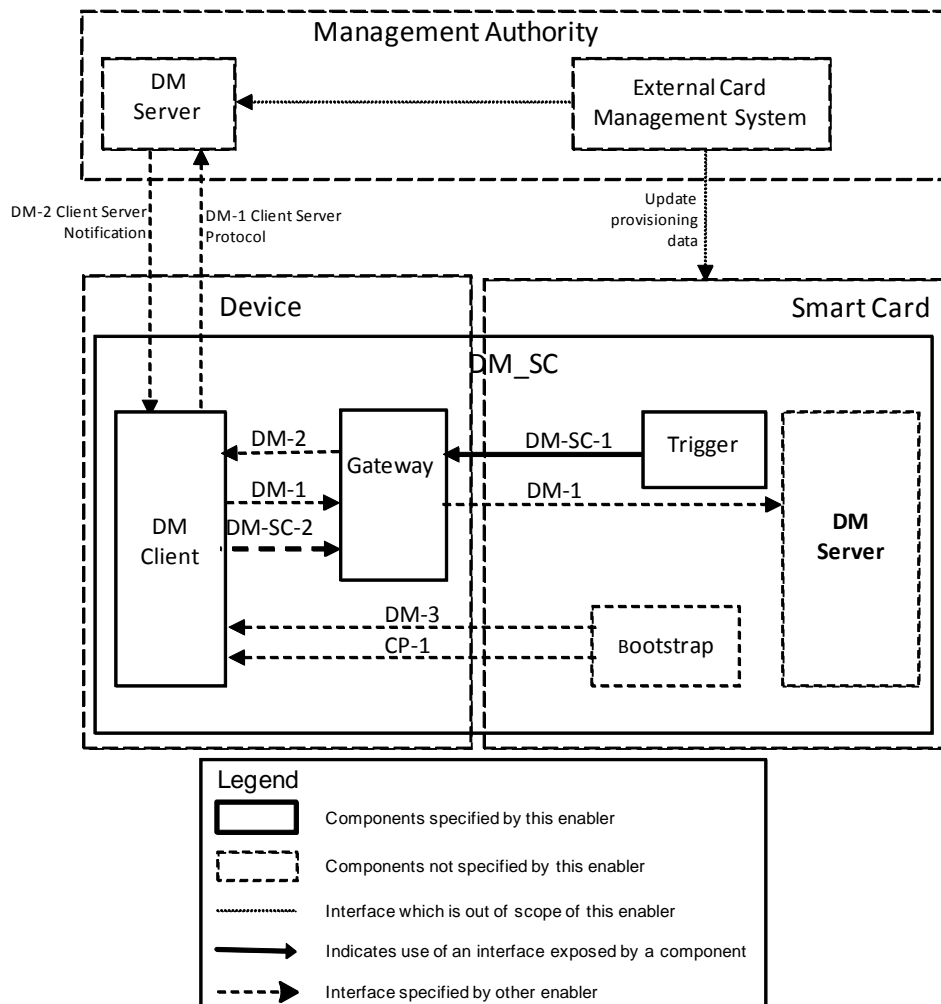 Management Authority
DM
Server
External Card
Management System
DM-2 Client Server
Notification
DM-1 Client Server
Protocol
Update
provisioning
data
Device
Smart Card
DM_SC
DM-2
Gateway
DM-SC-1
Trigger
DM-1
DM-1
DM-SC-2
DM
Client
DM
Server
DM-3
CP-1
Bootstrap
Legend
Components specified by this enabler
Components not specified by this enabler
Interface which is out of scope of this enabler
Indicates use of an interface exposed by a component
Interface specified by other enabler